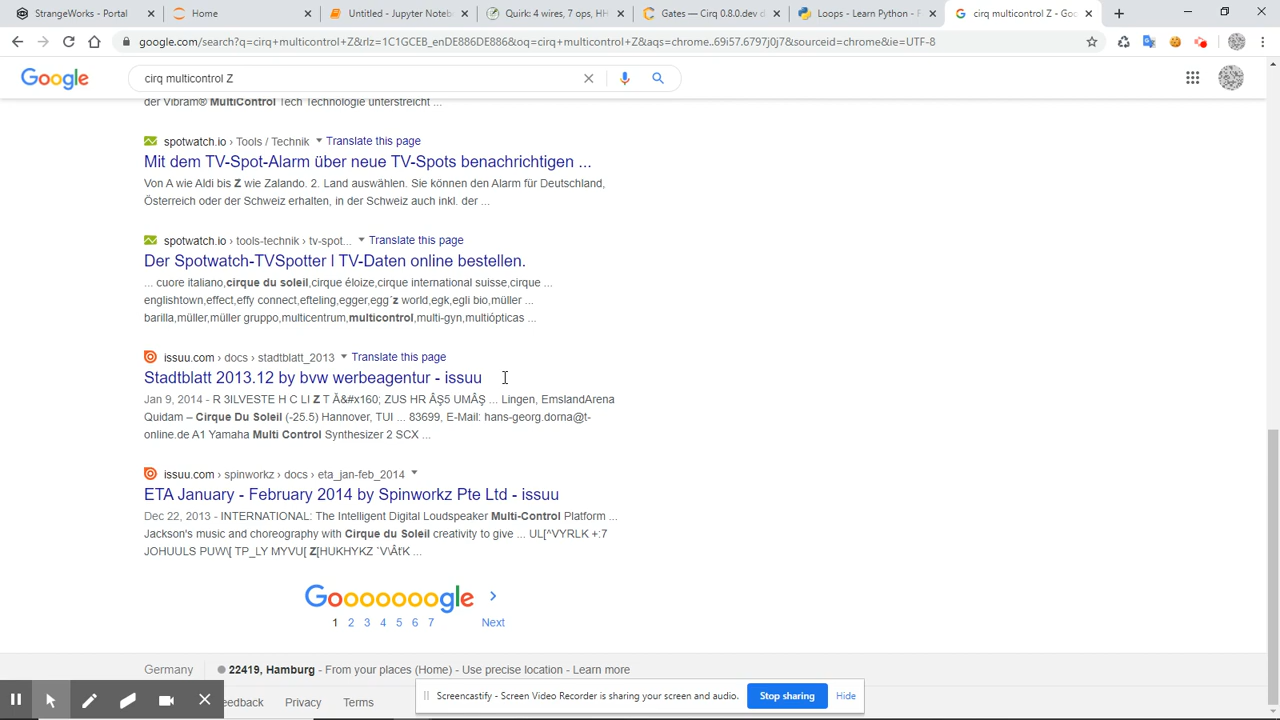 StrangeWorks - Portal
Home
Untitled - Jupyter Noteb
Quirk: 4 wires, 7 ops, HH
Gates — Cirq 0.8.0.dev d
Loops - Learn Python - F
cirq multicontrol Z - Goo
google.com/search?q=cirq+multicontrol+Z&rlz=1C1GCEB_enDE886DE886&oq=cirq+multicontrol+Z&aqs=chrome..69i57.6797j0j7&sourceid=chrome&ie=UTF-8
Google
cirq multicontrol Z
der Vibram® MultiControl Tech Technologie unterstreicht ...
spotwatch.io › Tools / Technik Translate this page
Mit dem TV-Spot-Alarm über neue TV-Spots benachrichtigen ...
Von A wie Aldi bis Z wie Zalando. 2. Land auswählen. Sie können den Alarm für Deutschland,
Österreich oder der Schweiz erhalten, in der Schweiz auch inkl. der ...
spotwatch.io › tools-technik › tv-spot... Translate this page
Der Spotwatch-TVSpotter | TV-Daten online bestellen.
... cuore italiano,cirque du soleil,cirque éloize,cirque international suisse,cirque ...
englishtown,effect,effy connect,efteling,egger,egg´z world,egk,egli bio,müller ...
barilla,müller,müller gruppo,multicentrum,multicontrol,multi-gyn,multiópticas ...
issuu.com › docs › stadtblatt_2013 Translate this page
Stadtblatt 2013.12 by bvw werbeagentur - issuu
Jan 9, 2014 - R 3ILVESTE H C LI Z T Ã&#x160; ZUS HR ÂŞ5 UMÂŞ ... Lingen, EmslandArena
Quidam – Cirque Du Soleil (-25.5) Hannover, TUI ... 83699, E-Mail: hans-georg.dorna@t-
online.de A1 Yamaha Multi Control Synthesizer 2 SCX ...
issuu.com › spinworkz › docs › eta_jan-feb_2014
ETA January - February 2014 by Spinworkz Pte Ltd - issuu
Dec 22, 2013 - INTERNATIONAL: The Intelligent Digital Loudspeaker Multi-Control Platform ...
Jackson's music and choreography with Cirque du Soleil creativity to give ... UL[^VYRLK +:7
JOHUULS PUW\[ TP_LY MYVU[ Z[HUKHYKZ ¯V\ÂťK ...
Goooooooogle
1 2 3 4 5 6 7 Next
Germany 22419, Hamburg - From your places (Home) - Use precise location - Learn more
eedback Privacy Terms
Screencastify - Screen Video Recorder is sharing your screen and audio. Stop sharing Hide